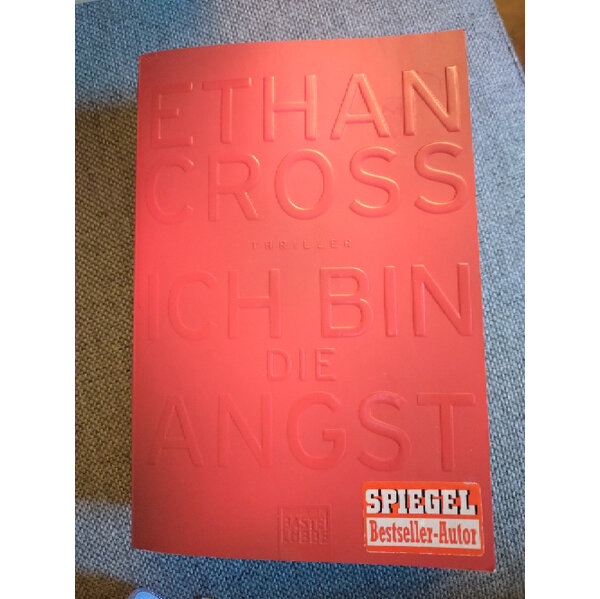 ETHAN
CROSS
THRILLER
ICH BIN
DIE
ANGST
BASTEI
LÜBBE
SPIEGEL
Bestseller-Autor